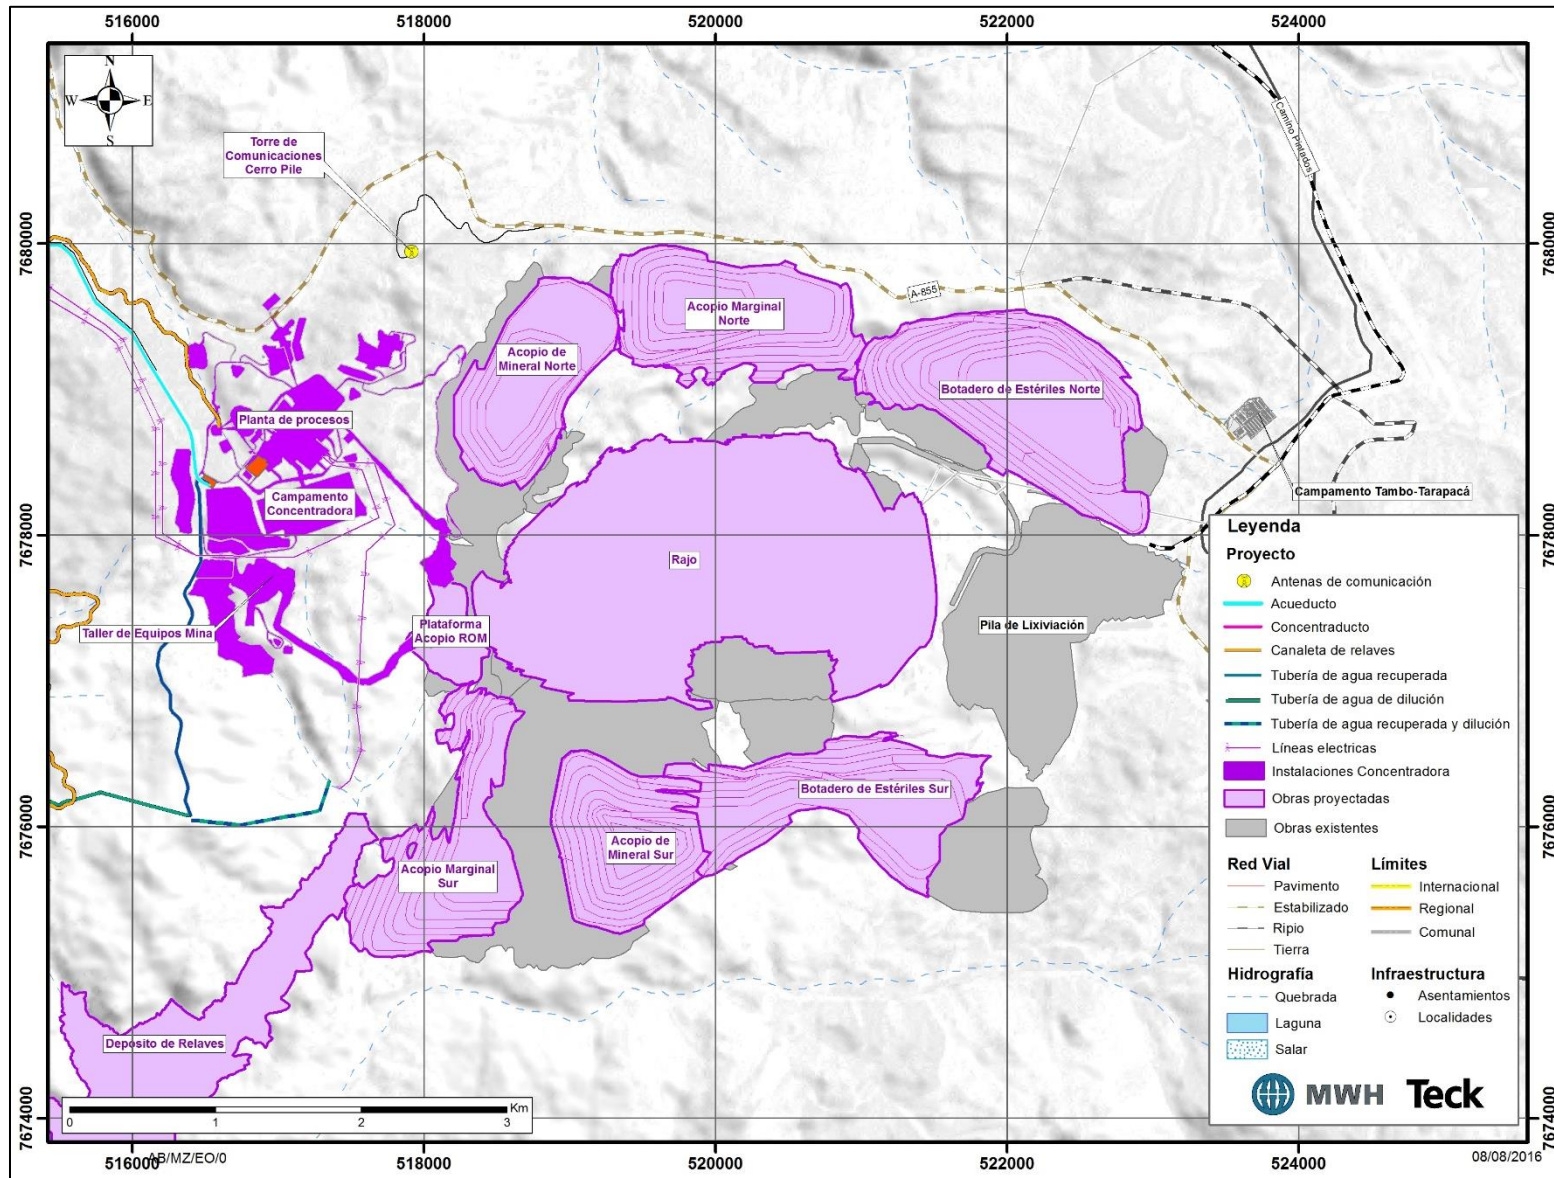 516000
518000
520000
522000
524000
N
W
E
S
Torre de
Comunicaciones
Cerro Pile
Camino Pintados
7680000
7680000
A-855
Acopio Marginal
Norte
Acopio de
Mineral Norte
Botadero de Estériles Norte
Planta de procesos
Campamento
Concentradora
Campamento Tambo-Tarapacá
7678000
7678000
Rajo
Plataforma
Acopio ROM
Taller de Equipos Mina
Pila de Lixiviación
Botadero de Estériles Sur
7676000
7676000
Acopio de
Mineral Sur
Acopio Marginal
Sur
Depósito de Relaves
7674000
7674000
Leyenda
Proyecto
Antenas de comunicación
Acueducto
Concentraducto
Canaleta de relaves
Tubería de agua recuperada
Tubería de agua de dilución
Tubería de agua recuperada y dilución
Líneas electricas
Instalaciones Concentradora
Obras proyectadas
Obras existentes
Red Vial
Pavimento
Estabilizado
Ripio
Tierra
Límites
Internacional
Regional
Comunal
Hidrografía
Quebrada
Laguna
Salar
Infraestructura
Asentamientos
Localidades
MWH
Teck
Km
0
1
2
3
516000
518000
520000
522000
524000
AB/MZ/EO/0
08/08/2016